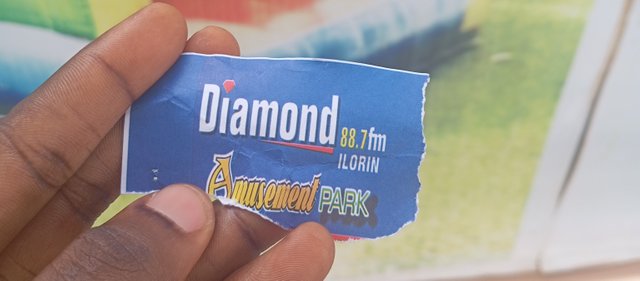 Diamond
88.7fm
ILORIN
Amusement PARK